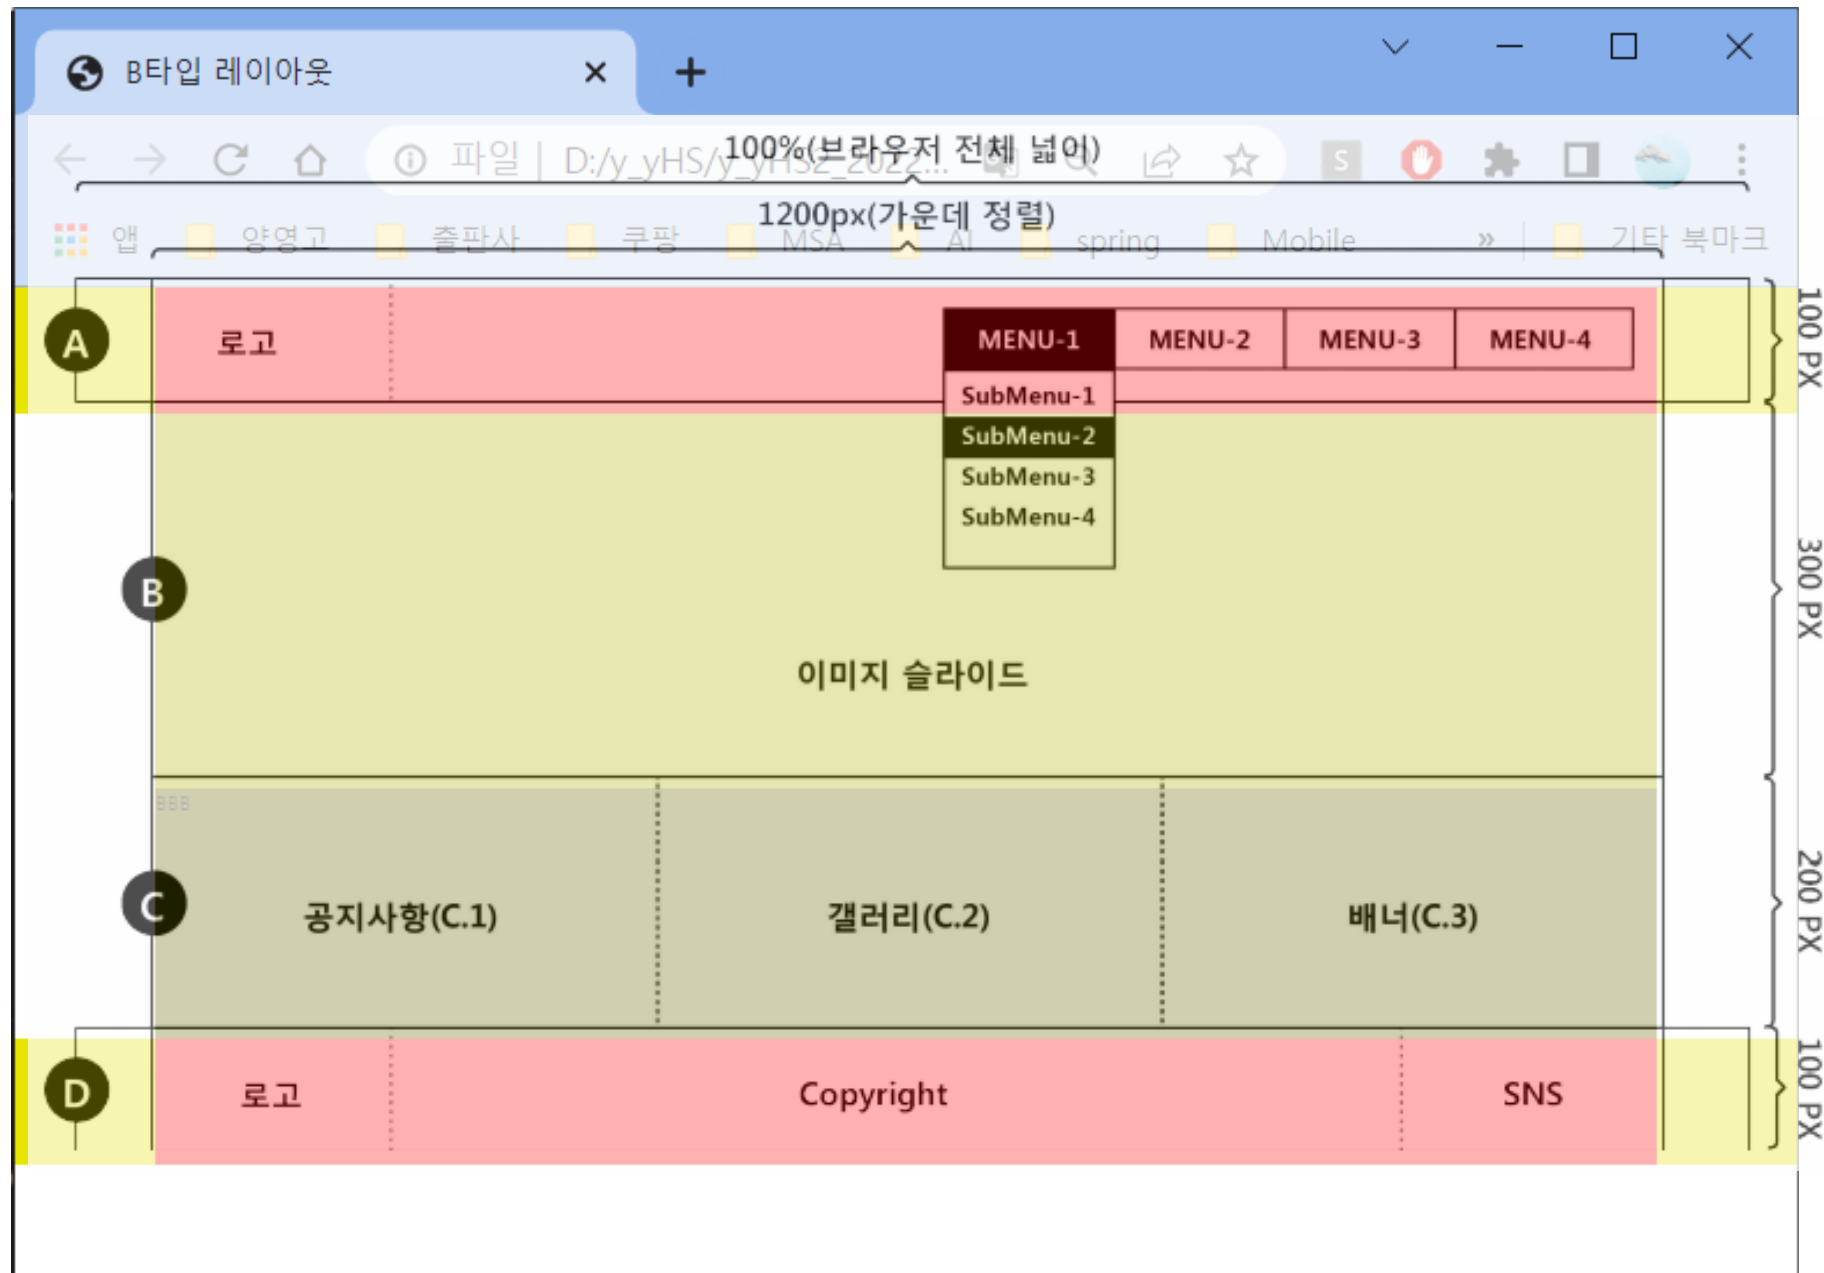 B타입 레이아웃
파일 | D:/y_yHS/y_yHS2_2022...
100%(브라우저 전체 넓이)
S
1200px(가운데 정렬)
앱 양영고 출판사 쿠팡 MSA AI spring Mobile » 기타 북마크
A
로고
MENU-1 MENU-2 MENU-3 MENU-4
100 PX
SubMenu-1
SubMenu-2
SubMenu-3
SubMenu-4
B
300 PX
이미지 슬라이드
BBB
C
공지사항(C.1) 갤러리(C.2) 배너(C.3)
200 PX
D
로고 Copyright SNS
100 PX